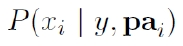 P(x_i | y, pa_i)